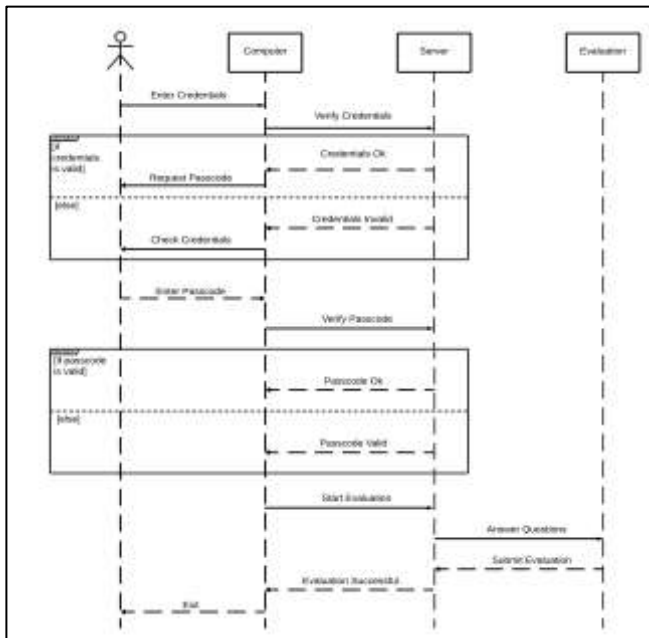 Computer
Server
Evaluation
Enter Credentials
Verify Credentials
[if
credentials
is valid]
Credentials Ok
Request Passcode
[else]
Credentials Invalid
Check Credentials
Enter Passcode
Verify Passcode
[If passcode
is valid]
Passcode Ok
[else]
Passcode Valid
Start Evaluation
Answer Questions
Submit Evaluation
Evaluation Successful
Exit